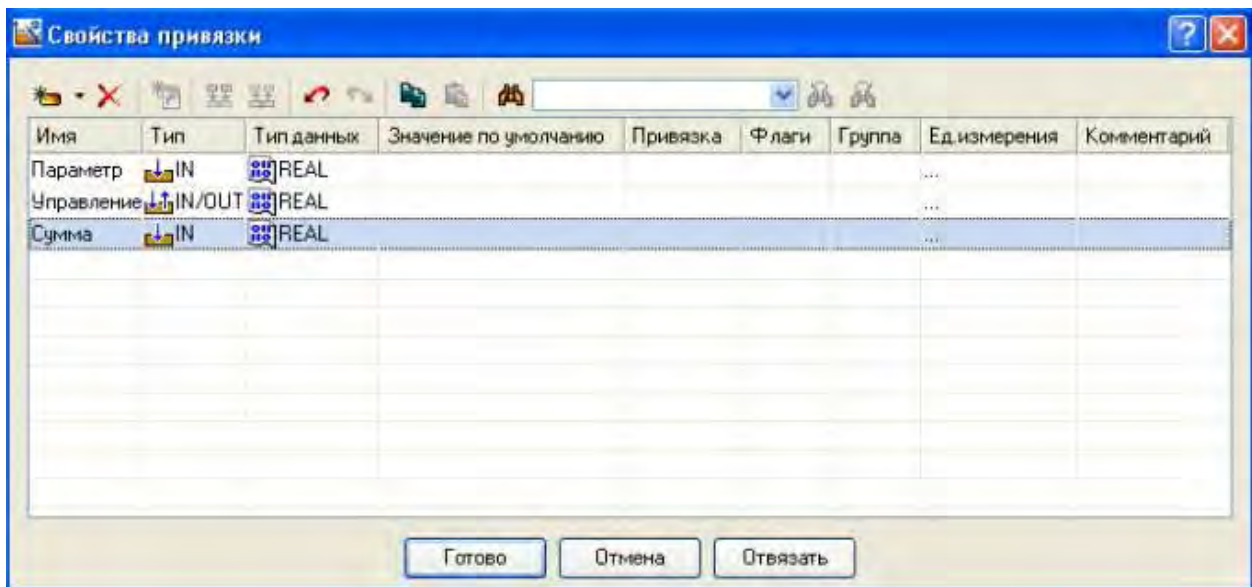 Свойства привязки
Имя Тип Тип данных Значение по умолчанию Привязка Флаги Группа Ед.измерения Комментарий
Параметр IN REAL ...
Управление IN/OUT REAL ...
Сумма IN REAL ...
Готово Отмена Отвязать